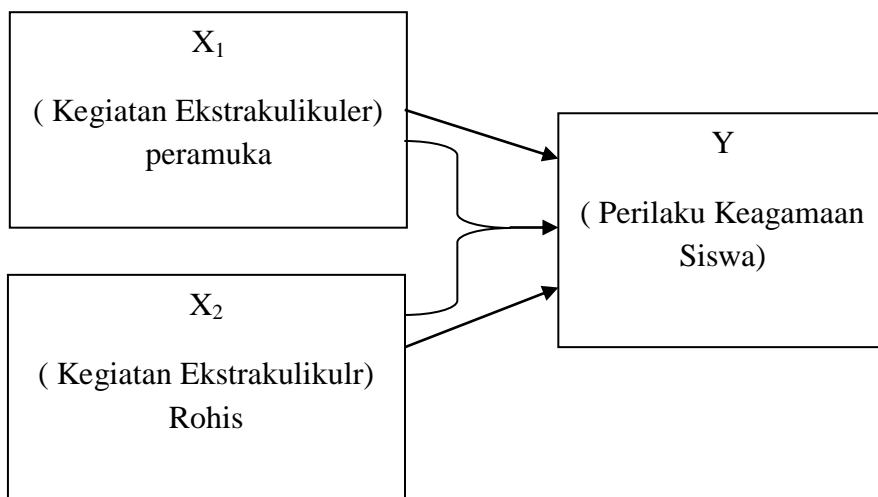 X₁
( Kegiatan Ekstrakulikuler)
peramuka
Y
( Perilaku Keagamaan
Siswa)
X₂
( Kegiatan Ekstrakulikulr)
Rohis